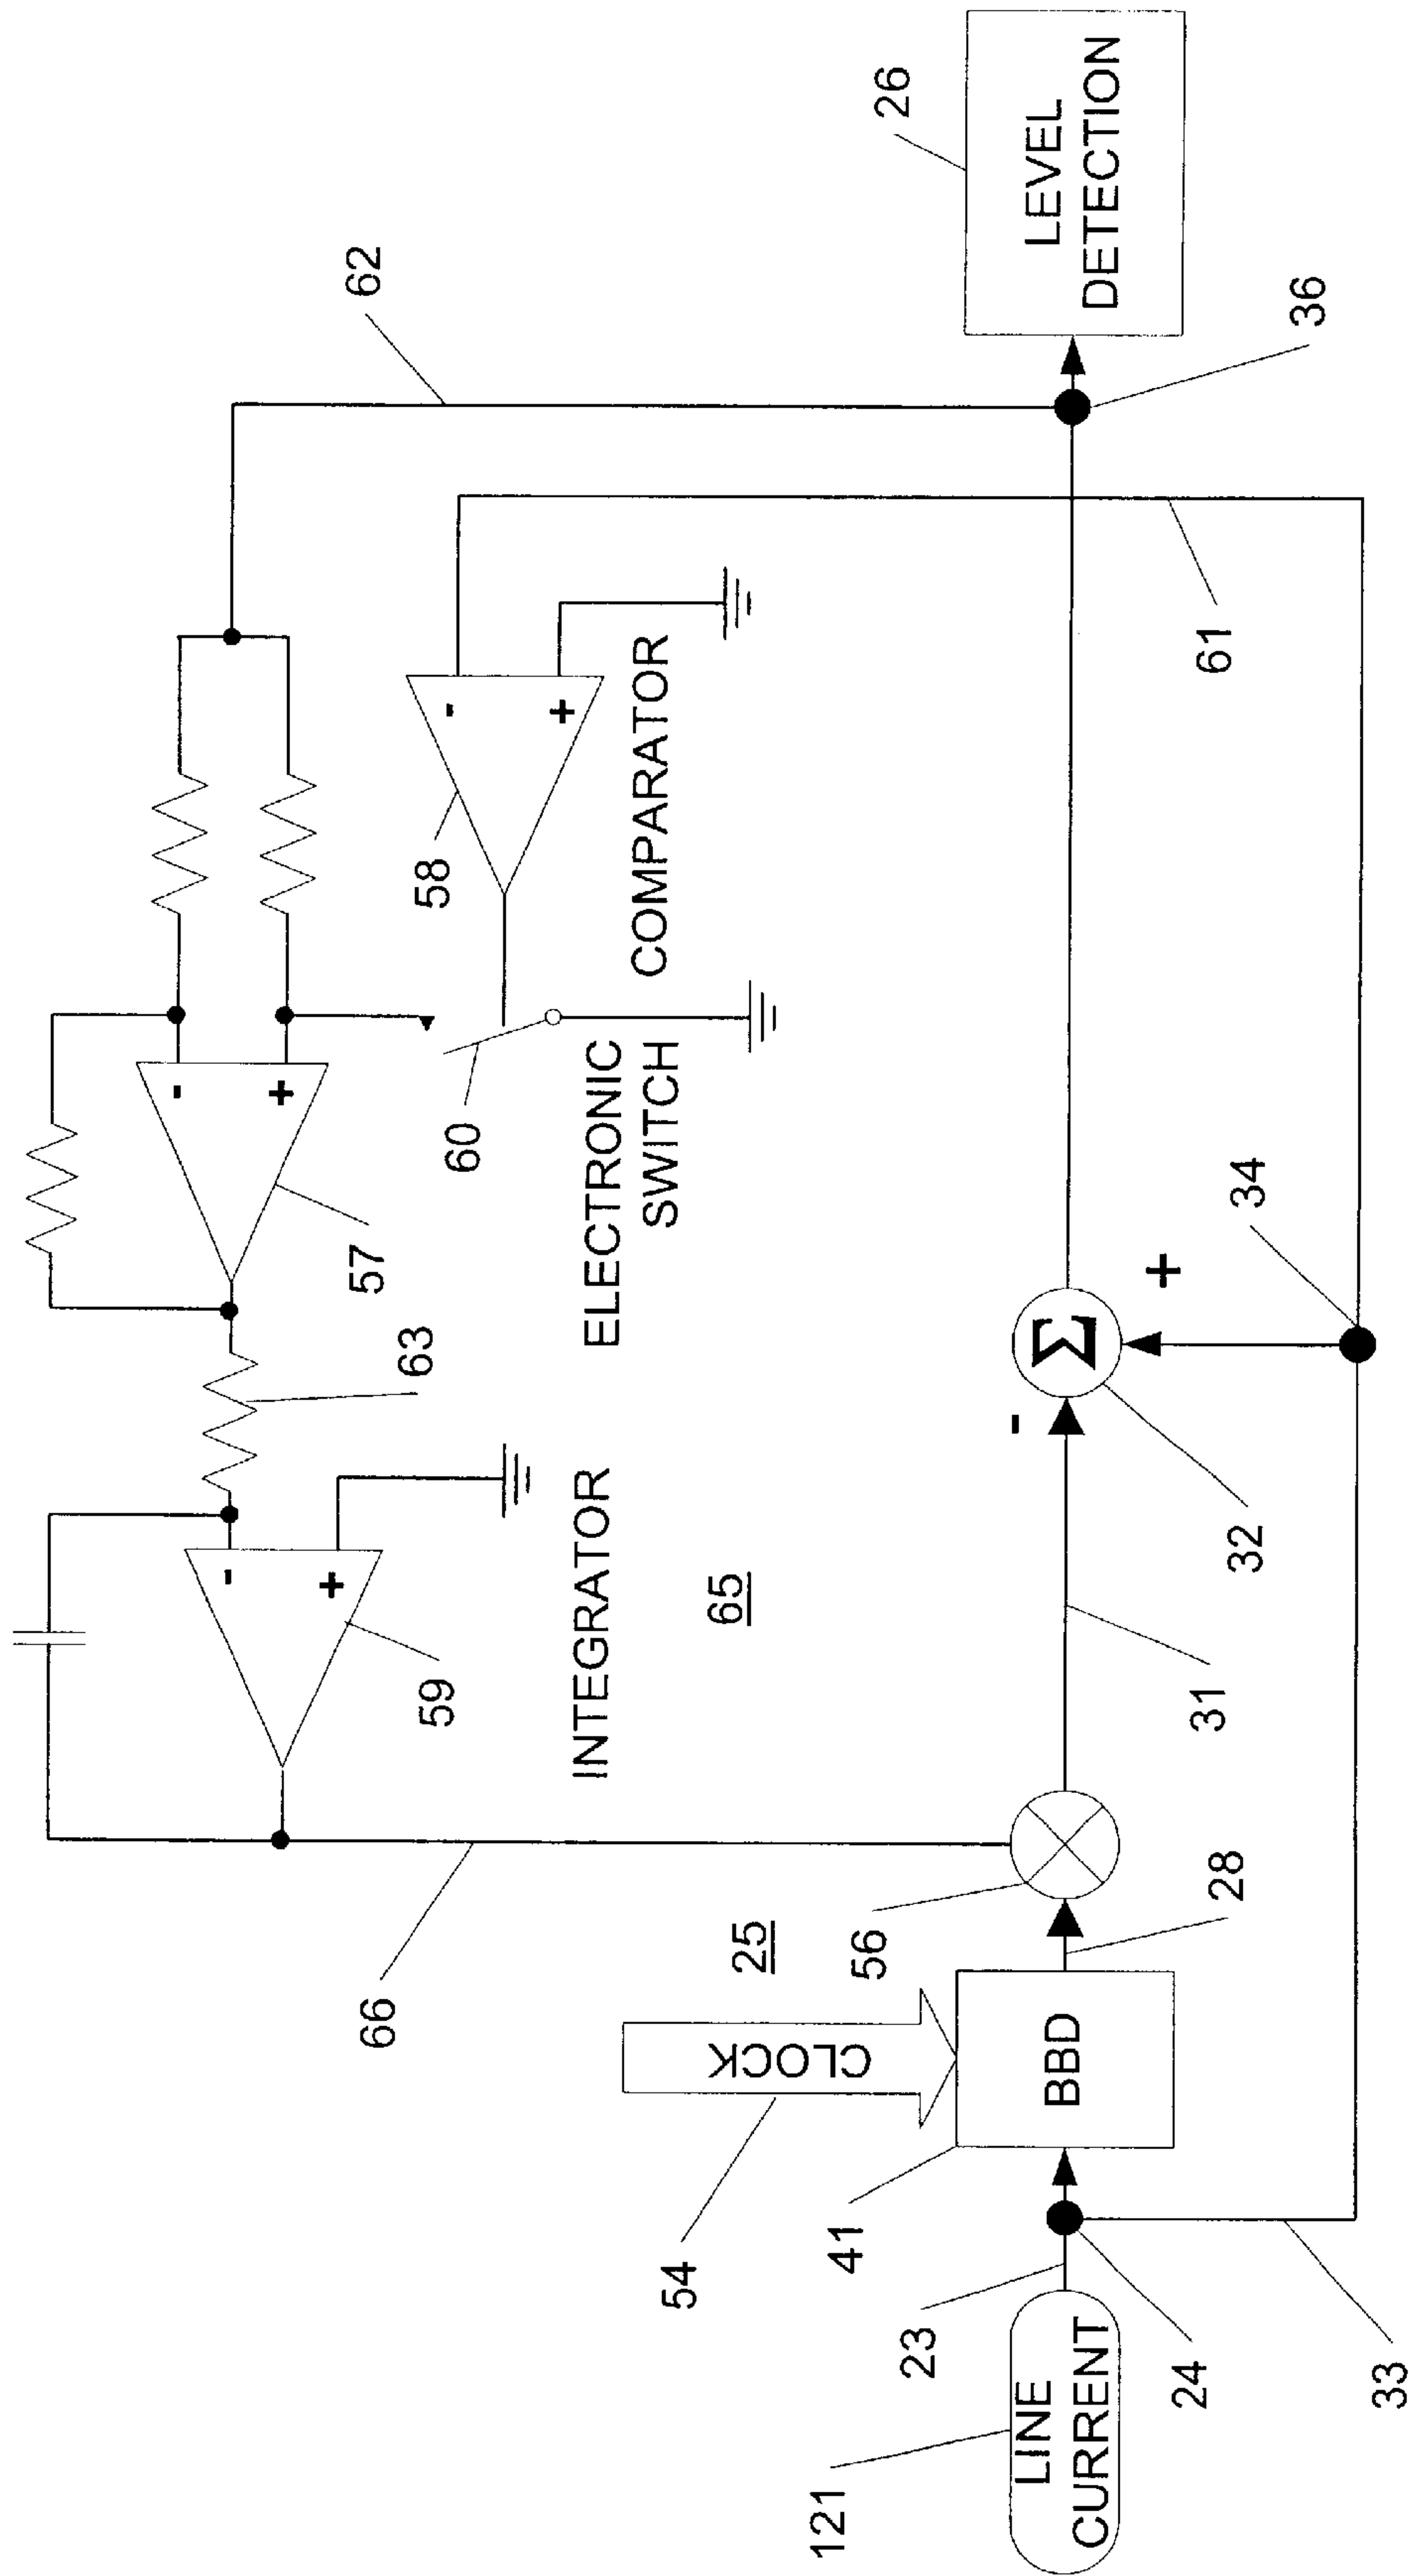 62
26
LEVEL
DETECTION
36
61
-
+
58
COMPARATOR
-
+
57
60
ELECTRONIC
SWITCH
63
-
+
59
INTEGRATOR
65
66
25
54
CLOCK
41
BBD
28
56
31
-
Σ
+
32
34
121
LINE
CURRENT
23
24
33